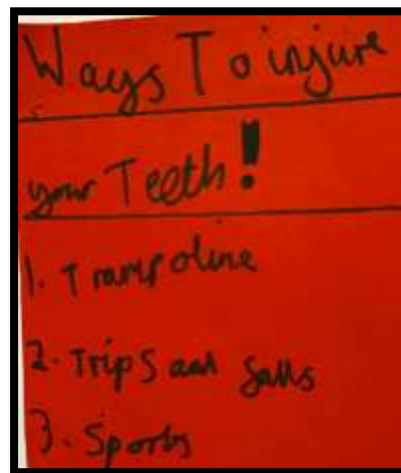 Ways To injure
your Teeth!
1. Trampoline
2. Trips and falls
3. Sports